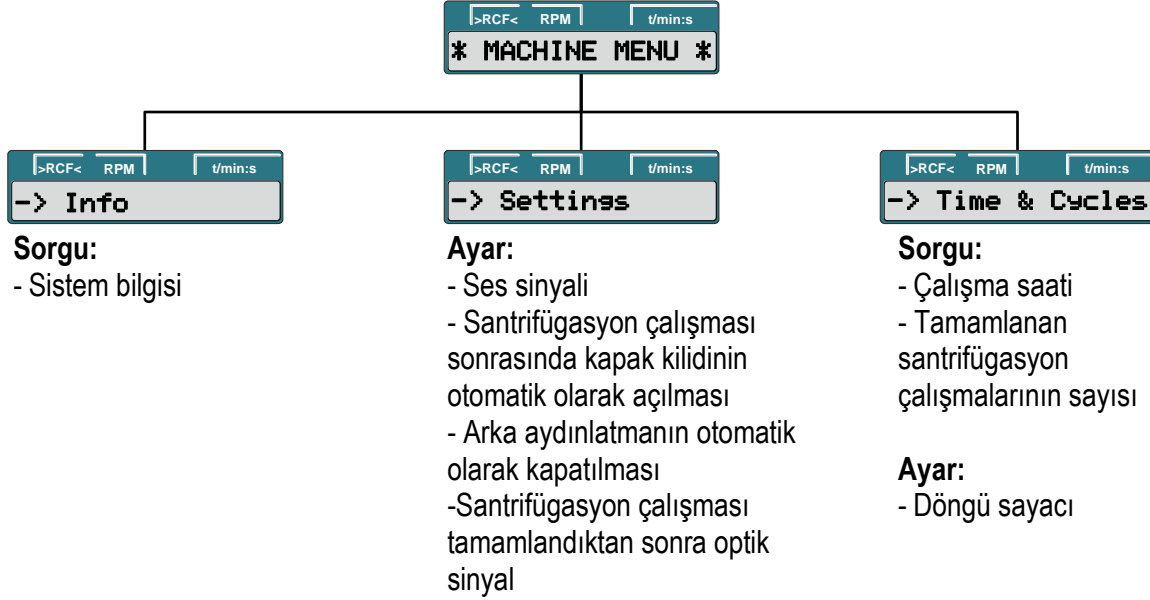 >RCF< RPM t/min:s
* MACHINE MENU *
>RCF< RPM t/min:s
-> Info
Sorgu:
- Sistem bilgisi
>RCF< RPM t/min:s
-> Settings
Ayar:
- Ses sinyali
- Santrifügasyon çalışması
sonrasında kapak kilidinin
otomatik olarak açılması
- Arka aydınlatmanın otomatik
olarak kapatılması
-Santrifügasyon çalışması
tamamlandıktan sonra optik
sinyal
>RCF< RPM t/min:s
-> Time & Cycles
Sorgu:
- Çalışma saati
- Tamamlanan
santrifügasyon
çalışmalarının sayısı
Ayar:
- Döngü sayacı